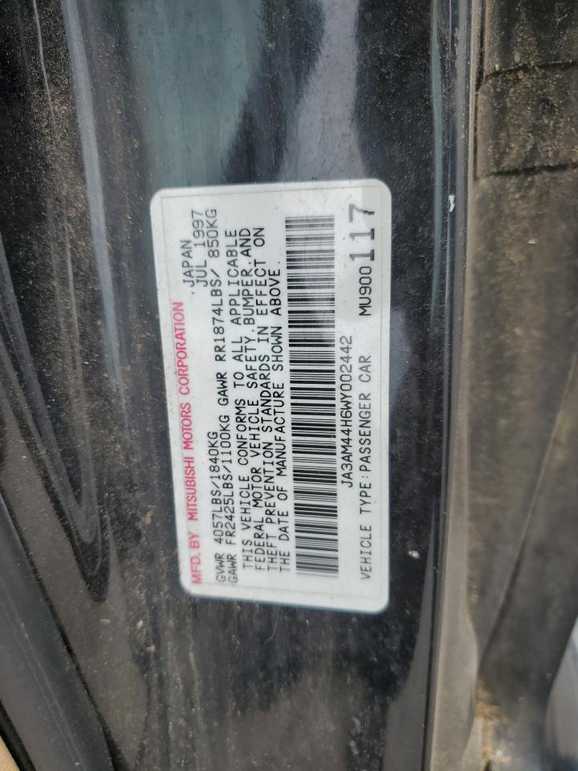 MFD. BY MITSUBISHI MOTORS CORPORATION JAPAN
JUL 1997
GVWR 4057LBS/1840KG
GAWR FR2425LBS/1100KG GAWR RR1874LBS/ 850KG
THIS VEHICLE CONFORMS TO ALL APPLICABLE
FEDERAL MOTOR VEHICLE SAFETY, BUMPER, AND
THEFT PREVENTION STANDARDS IN EFFECT ON
THE DATE OF MANUFACTURE SHOWN ABOVE.
JA3AM44H6WY002442
VEHICLE TYPE:PASSENGER CAR MU900117